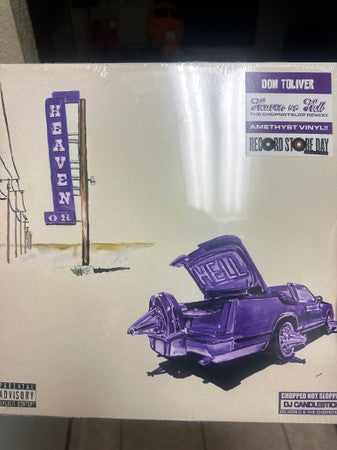 DON TOLIVER
Heaven or Hell
THE CHOPNOTSLOP REMIX
AMETHYST VINYL!!
RECORD STORE DAY
HEAVEN
OR
HELL
PARENTAL
ADVISORY
EXPLICIT CONTENT
CHOPPED NOT SLOPP
DJ CANDLESTICK